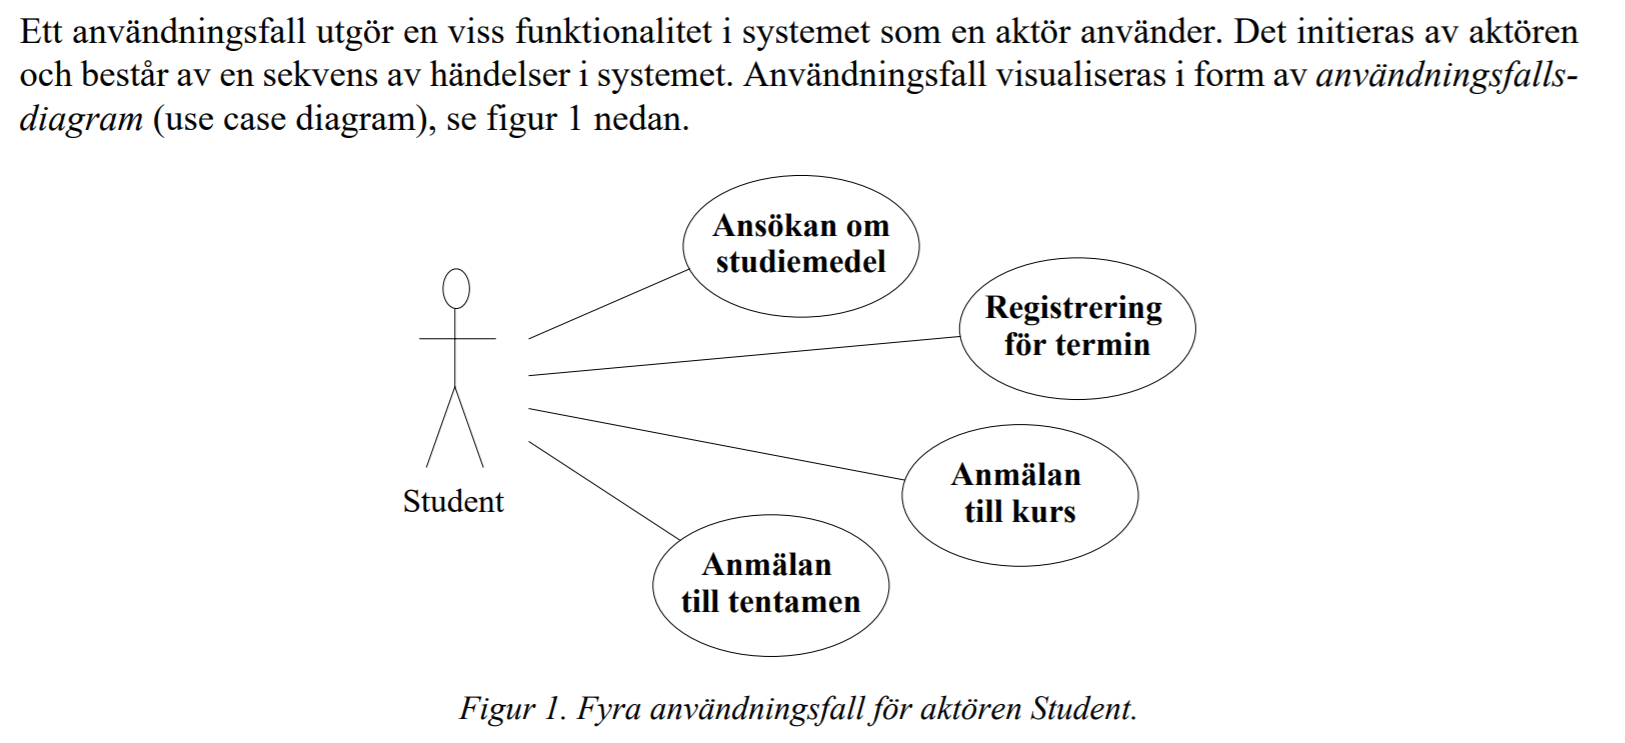 Ett användningsfall utgör en viss funktionalitet i systemet som en aktör använder. Det initieras av aktören
och består av en sekvens av händelser i systemet. Användningsfall visualiseras i form av användningsfalls-
diagram (use case diagram), se figur 1 nedan.
Ansökan om
studiemedel
Registrering
för termin
Anmälan
till kurs
Student
Anmälan
till tentamen
Figur 1. Fyra användningsfall för aktören Student.